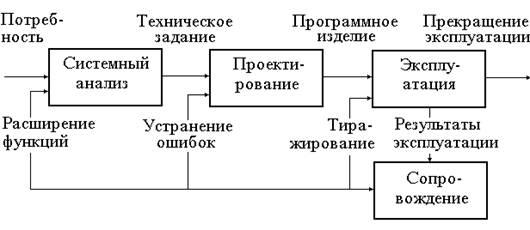 Потреб-
ность
Техническое
задание
Программное
изделие
Прекращение
эксплуатации
Системный
анализ
Проекти-
рование
Эксплу-
атация
Расширение
функций
Устранение
ошибок
Тира-
жирование
Результаты
эксплуатации
Сопро-
вождение